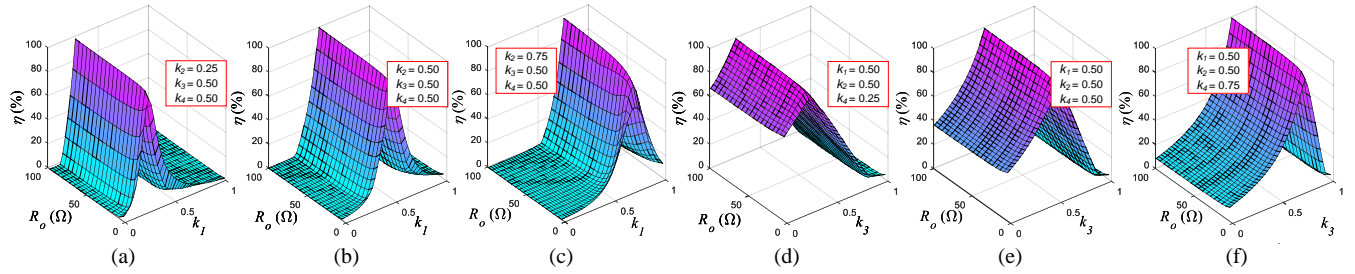 100
80
60
40
20
0
η (%)
100
50
0
R_o (Ω)
0
0.5
1
k_1
k_2 = 0.25
k_3 = 0.50
k_4 = 0.50
(a)
100
80
60
40
20
0
η (%)
100
50
0
R_o (Ω)
0
0.5
1
k_1
k_2 = 0.50
k_3 = 0.50
k_4 = 0.50
(b)
100
80
60
40
20
0
η (%)
100
50
0
R_o (Ω)
0
0.5
1
k_1
k_2 = 0.75
k_3 = 0.50
k_4 = 0.50
(c)
100
80
60
40
20
0
η (%)
100
50
0
R_o (Ω)
0
0.5
1
k_3
k_1 = 0.50
k_2 = 0.50
k_4 = 0.25
(d)
100
80
60
40
20
0
η (%)
100
50
0
R_o (Ω)
0
0.5
1
k_3
k_1 = 0.50
k_2 = 0.50
k_4 = 0.50
(e)
100
80
60
40
20
0
η (%)
100
50
0
R_o (Ω)
0
0.5
1
k_3
k_1 = 0.50
k_2 = 0.50
k_4 = 0.75
(f)